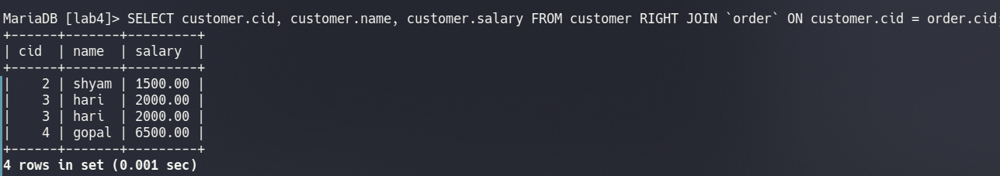 MariaDB [lab4]> SELECT customer.cid, customer.name, customer.salary FROM customer RIGHT JOIN `order` ON customer.cid = order.cid;
+------+-------+---------+
| cid  | name  | salary  |
+------+-------+---------+
|    2 | shyam | 1500.00 |
|    3 | hari  | 2000.00 |
|    3 | hari  | 2000.00 |
|    4 | gopal | 6500.00 |
+------+-------+---------+
4 rows in set (0.001 sec)